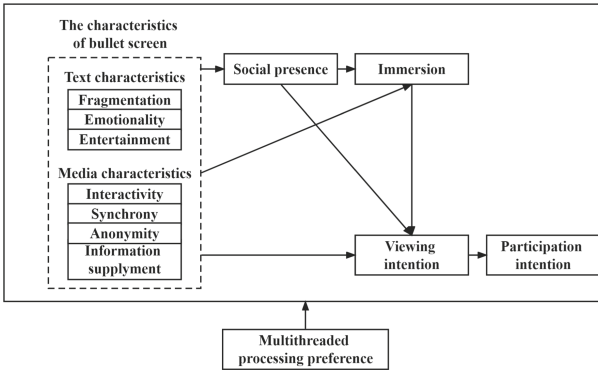 The characteristics
of bullet screen
Text characteristics
Fragmentation
Emotionality
Entertainment
Media characteristics
Interactivity
Synchrony
Anonymity
Information
supplyment
Social presence
Immersion
Viewing
intention
Participation
intention
Multithreaded
processing preference